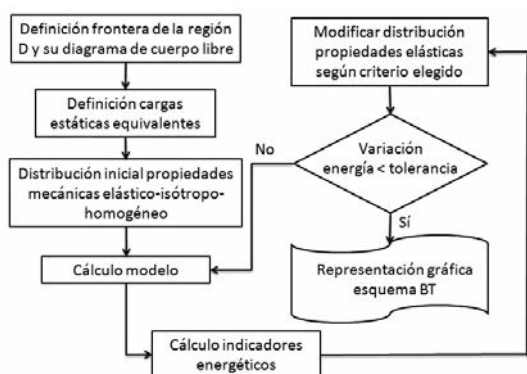 Definición frontera de la región
D y su diagrama de cuerpo libre
Definición cargas
estáticas equivalentes
Distribución inicial propiedades
mecánicas elástico-isótropo-
homogéneo
Cálculo modelo
Cálculo indicadores
energéticos
Modificar distribución
propiedades elásticas
según criterio elegido
Variación
energía < tolerancia
No
Sí
Representación gráfica
esquema BT